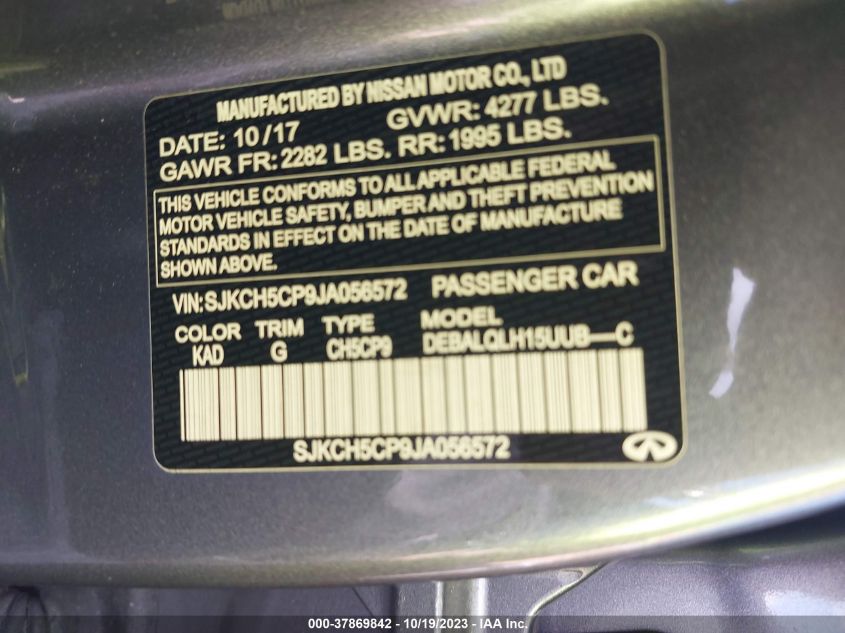 MANUFACTURED BY NISSAN MOTOR CO., LTD
DATE: 10/17 GVWR: 4277 LBS.
GAWR FR: 2282 LBS. RR: 1995 LBS.
THIS VEHICLE CONFORMS TO ALL APPLICABLE FEDERAL
MOTOR VEHICLE SAFETY, BUMPER AND THEFT PREVENTION
STANDARDS IN EFFECT ON THE DATE OF MANUFACTURE
SHOWN ABOVE.
VIN: SJKCH5CP9JA056572 PASSENGER CAR
COLOR TRIM TYPE MODEL
KAD G CH5CP9 DEBALQLH15UUB--C
SJKCH5CP9JA056572
000-37869842 - 10/19/2023 - IAA Inc.